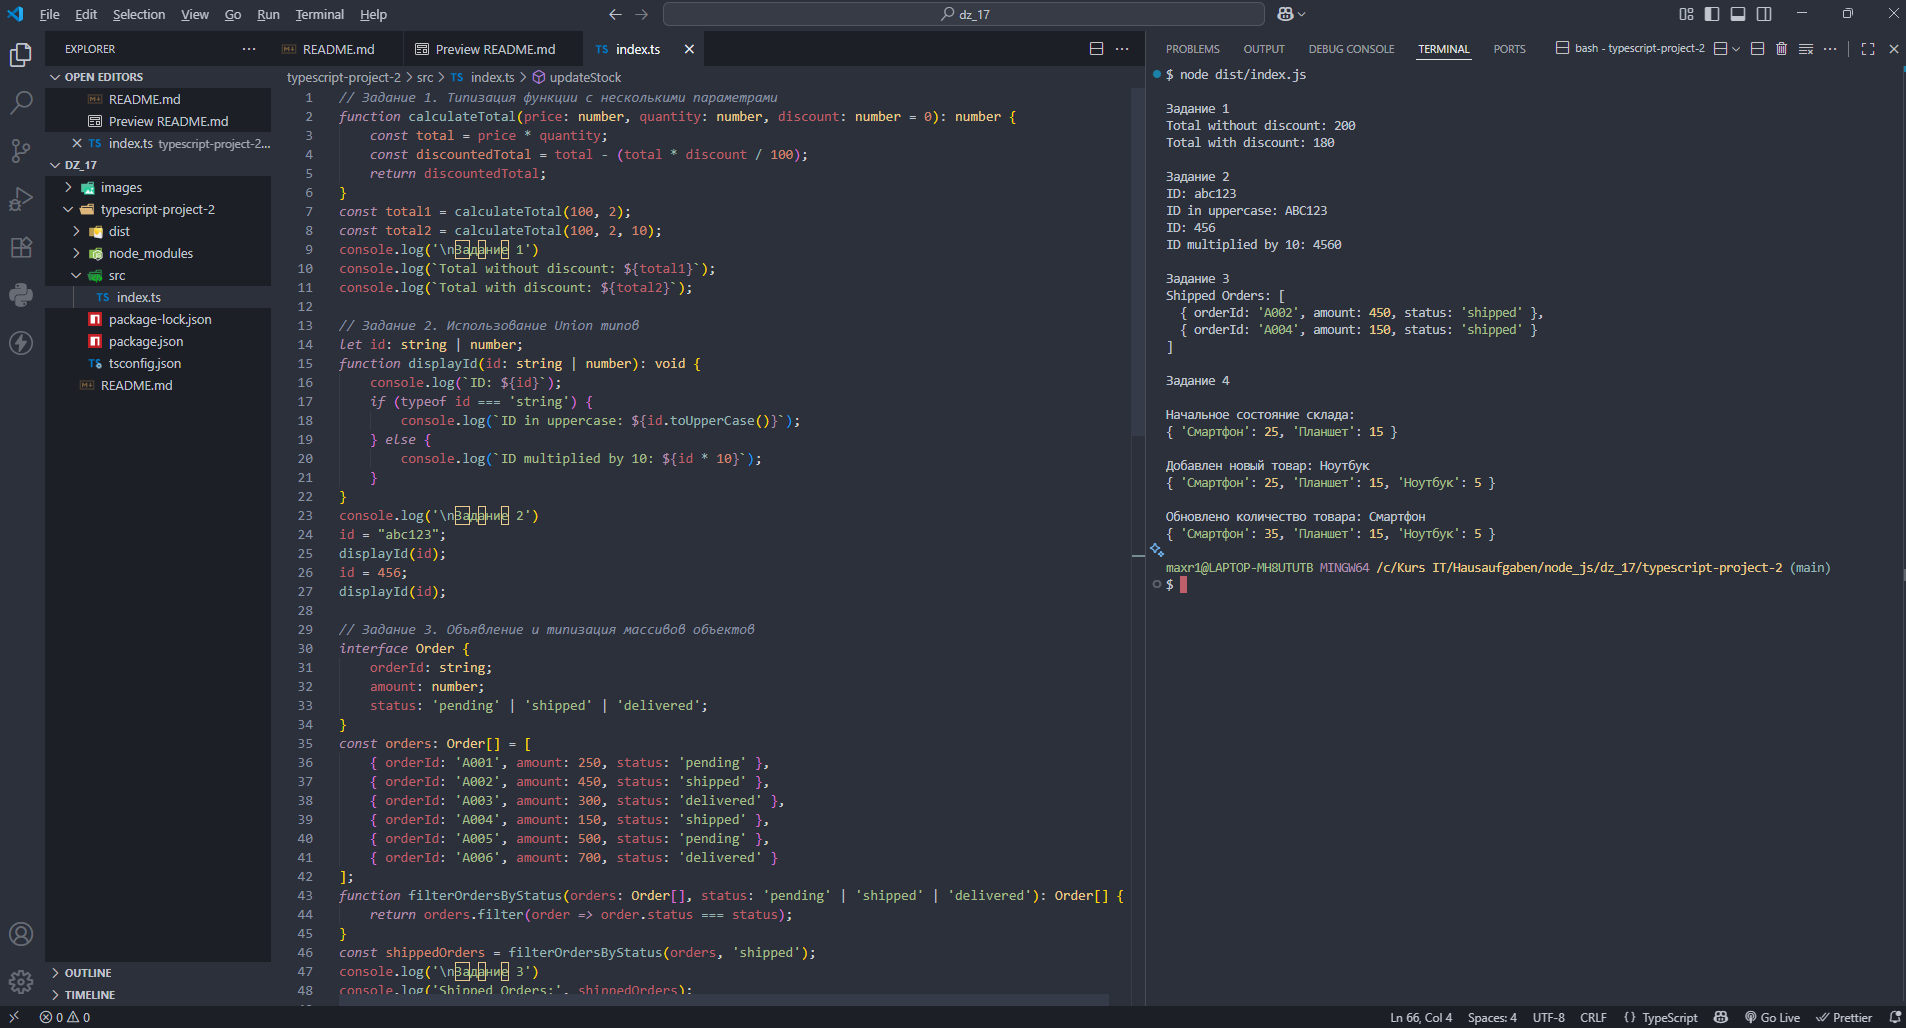 File Edit Selection View Go Run Terminal Help
dz_17
EXPLORER
OPEN EDITORS
README.md
Preview README.md
TS index.ts typescript-project-2...
DZ_17
images
typescript-project-2
dist
node_modules
src
TS index.ts
package-lock.json
package.json
TS tsconfig.json
README.md
OUTLINE
TIMELINE
README.md Preview README.md TS index.ts
typescript-project-2 > src > TS index.ts > updateStock
1 // Задание 1. Типизация функции с несколькими параметрами
2 function calculateTotal(price: number, quantity: number, discount: number = 0): number {
3 const total = price * quantity;
4 const discountedTotal = total - (total * discount / 100);
5 return discountedTotal;
6 }
7 const total1 = calculateTotal(100, 2);
8 const total2 = calculateTotal(100, 2, 10);
9 console.log('\nЗадание 1')
10 console.log(`Total without discount: ${total1}`);
11 console.log(`Total with discount: ${total2}`);
12
13 // Задание 2. Использование Union типов
14 let id: string | number;
15 function displayId(id: string | number): void {
16 console.log(`ID: ${id}`);
17 if (typeof id === 'string') {
18 console.log(`ID in uppercase: ${id.toUpperCase()}`);
19 } else {
20 console.log(`ID multiplied by 10: ${id * 10}`);
21 }
22 }
23 console.log('\nЗадание 2')
24 id = "abc123";
25 displayId(id);
26 id = 456;
27 displayId(id);
28
29 // Задание 3. Объявление и типизация массивов объектов
30 interface Order {
31 orderId: string;
32 amount: number;
33 status: 'pending' | 'shipped' | 'delivered';
34 }
35 const orders: Order[] = [
36 { orderId: 'A001', amount: 250, status: 'pending' },
37 { orderId: 'A002', amount: 450, status: 'shipped' },
38 { orderId: 'A003', amount: 300, status: 'delivered' },
39 { orderId: 'A004', amount: 150, status: 'shipped' },
40 { orderId: 'A005', amount: 500, status: 'pending' },
41 { orderId: 'A006', amount: 700, status: 'delivered' }
42 ];
43 function filterOrdersByStatus(orders: Order[], status: 'pending' | 'shipped' | 'delivered'): Order[] {
44 return orders.filter(order => order.status === status);
45 }
46 const shippedOrders = filterOrdersByStatus(orders, 'shipped');
47 console.log('\nЗадание 3')
48 console.log('Shipped Orders:', shippedOrders);
PROBLEMS OUTPUT DEBUG CONSOLE TERMINAL PORTS bash - typescript-project-2
$ node dist/index.js
Задание 1
Total without discount: 200
Total with discount: 180
Задание 2
ID: abc123
ID in uppercase: ABC123
ID: 456
ID multiplied by 10: 4560
Задание 3
Shipped Orders: [
{ orderId: 'A002', amount: 450, status: 'shipped' },
{ orderId: 'A004', amount: 150, status: 'shipped' }
]
Задание 4
Начальное состояние склада:
{ 'Смартфон': 25, 'Планшет': 15 }
Добавлен новый товар: Ноутбук
{ 'Смартфон': 25, 'Планшет': 15, 'Ноутбук': 5 }
Обновлено количество товара: Смартфон
{ 'Смартфон': 35, 'Планшет': 15, 'Ноутбук': 5 }
maxr1@LAPTOP-MH8UTUTB MINGW64 /c/Kurs IT/Hausaufgaben/node_js/dz_17/typescript-project-2 (main)
$
0 0
Ln 66, Col 4 Spaces: 4 UTF-8 CRLF {} TypeScript Go Live Prettier